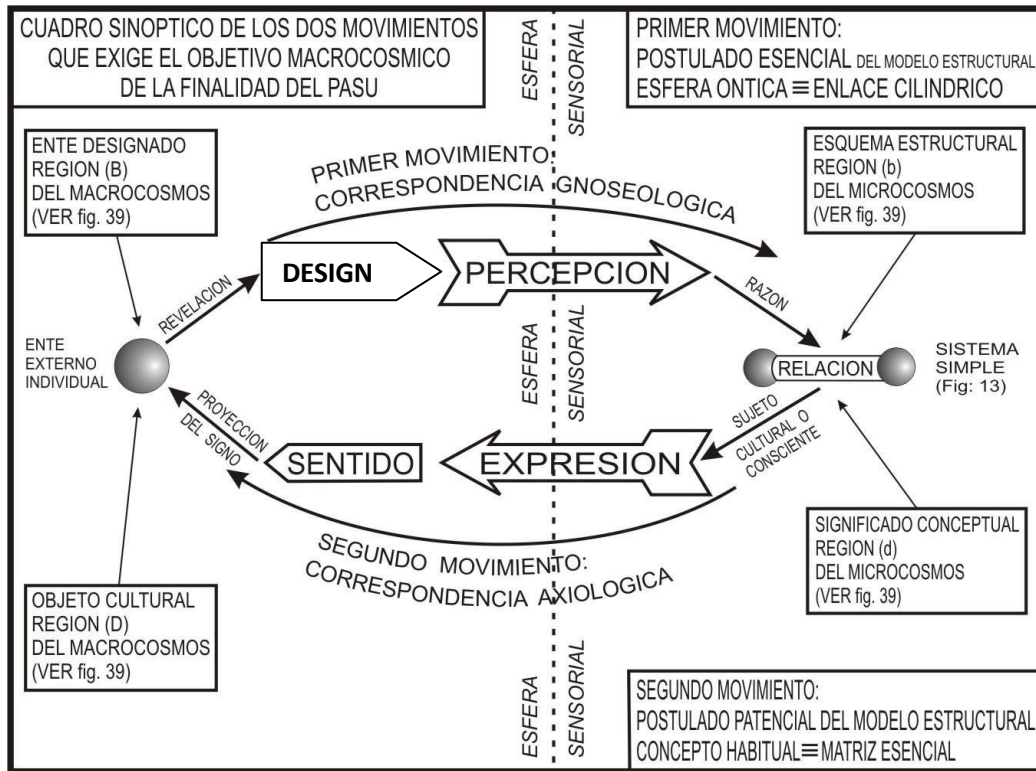 CUADRO SINOPTICO DE LOS DOS MOVIMIENTOS
QUE EXIGE EL OBJETIVO MACROCOSMICO
DE LA FINALIDAD DEL PASU
ESFERA
SENSORIAL
PRIMER MOVIMIENTO:
POSTULADO ESENCIAL DEL MODELO ESTRUCTURAL
ESFERA ONTICA ≡ ENLACE CILINDRICO
ENTE DESIGNADO
REGION (B)
DEL MACROCOSMOS
(VER fig. 39)
PRIMER MOVIMIENTO:
CORRESPONDENCIA GNOSEOLOGICA
ESQUEMA ESTRUCTURAL
REGION (b)
DEL MICROCOSMOS
(VER fig. 39)
REVELACION
DESIGN
PERCEPCION
RAZON
ENTE
EXTERNO
INDIVIDUAL
ESFERA
SENSORIAL
RELACION
SISTEMA
SIMPLE
(Fig: 13)
PROYECCION
DEL SIGNO
SENTIDO
EXPRESION
SUJETO
CULTURAL O
CONSCIENTE
SEGUNDO MOVIMIENTO:
CORRESPONDENCIA AXIOLOGICA
SIGNIFICADO CONCEPTUAL
REGION (d)
DEL MICROCOSMOS
(VER fig. 39)
OBJETO CULTURAL
REGION (D)
DEL MACROCOSMOS
(VER fig. 39)
ESFERA
SENSORIAL
SEGUNDO MOVIMIENTO:
POSTULADO PATENCIAL DEL MODELO ESTRUCTURAL
CONCEPTO HABITUAL ≡ MATRIZ ESENCIAL